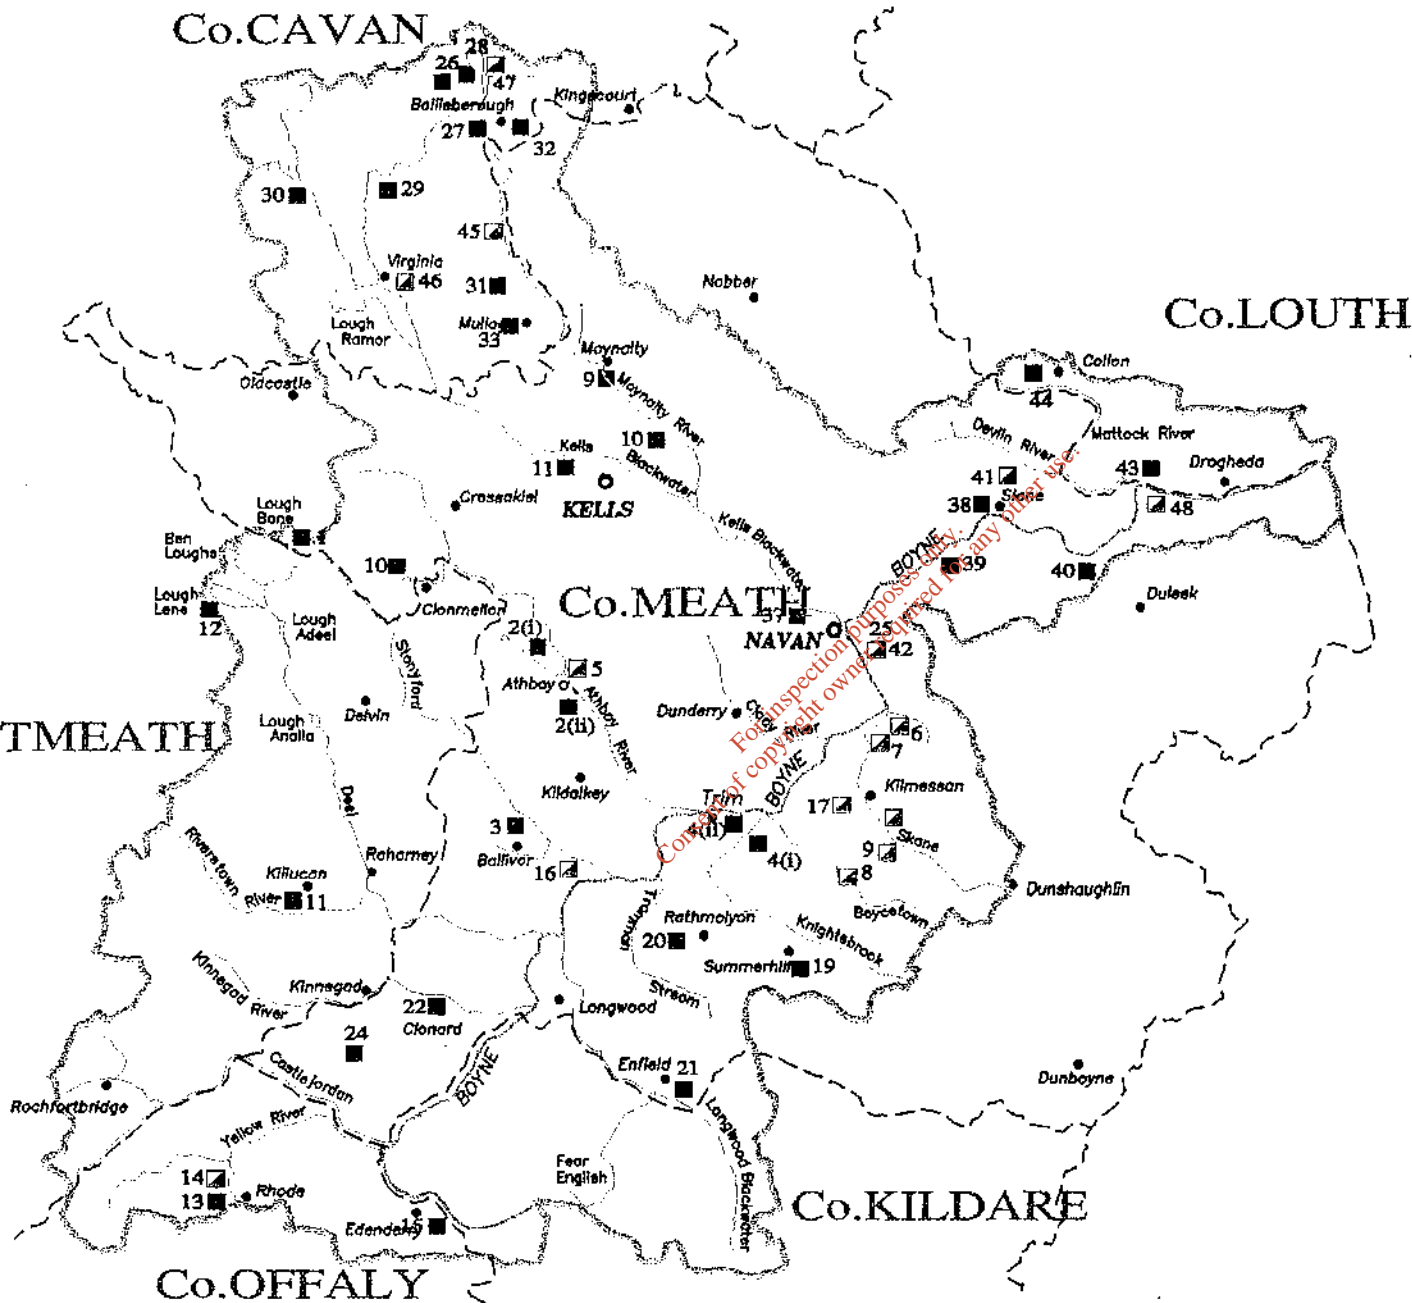 Co.CAVAN
28
26
47
Bailieborough
Kingscourt
27
32
30
29
45
Virginia
46
31
Nobber
Co.LOUTH
Lough
Ramor
33
Moynalty
Collon
Oldcastle
9
Moynalty River
44
Devlin River
Mattock River
10
Kells
11
Blackwater
41
43
Drogheda
Crossakiel
KELLS
38
Slane
48
Lough
Bane
Kells Blackwater
Ben
Loughs
BOYNE
39
40
10
Lough
Lene
12
Clonmellon
Co.MEATH
Duleek
Lough
Adeel
37
NAVAN
25
42
2(i)
Stonyford
5
Athboy
Athboy River
Delvin
2(ii)
Dunderry
River
6
7
TMEATH
Lough
Analla
Kildalkey
BOYNE
Kilmessan
Deel
Trim
17
3
4(ii)
4(i)
Skane
Ballivor
9
Riverstown
River
Raharney
16
8
Killucan
11
Dunshaughlin
Boycetown
Tromman
Stream
Rathmolyon
20
Knightsbrook
Summerhill
19
Kinnegad River
Kinnegad
22
Clonard
Longwood
24
BOYNE
Castlejordan
Enfield
21
Dunboyne
Rochfortbridge
Yellow River
Longwood Blackwater
Fear
English
14
13
Rhode
Co.KILDARE
Edenderry
15
Co.OFFALY
For inspection purposes only.
Consent of copyright owner required for any other use.